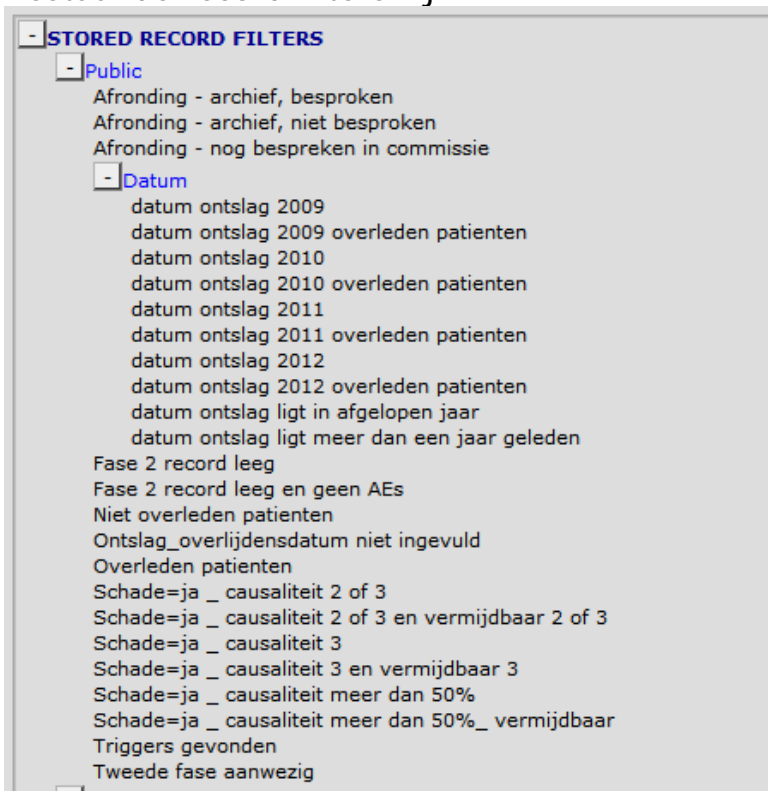 - STORED RECORD FILTERS
- Public
Afronding - archief, besproken
Afronding - archief, niet besproken
Afronding - nog bespreken in commissie
- Datum
datum ontslag 2009
datum ontslag 2009 overleden patienten
datum ontslag 2010
datum ontslag 2010 overleden patienten
datum ontslag 2011
datum ontslag 2011 overleden patienten
datum ontslag 2012
datum ontslag 2012 overleden patienten
datum ontslag ligt in afgelopen jaar
datum ontslag ligt meer dan een jaar geleden
Fase 2 record leeg
Fase 2 record leeg en geen AEs
Niet overleden patienten
Ontslag_overlijdensdatum niet ingevuld
Overleden patienten
Schade=ja _ causaliteit 2 of 3
Schade=ja _ causaliteit 2 of 3 en vermijdbaar 2 of 3
Schade=ja _ causaliteit 3
Schade=ja _ causaliteit 3 en vermijdbaar 3
Schade=ja _ causaliteit meer dan 50%
Schade=ja _ causaliteit meer dan 50%_ vermijdbaar
Triggers gevonden
Tweede fase aanwezig